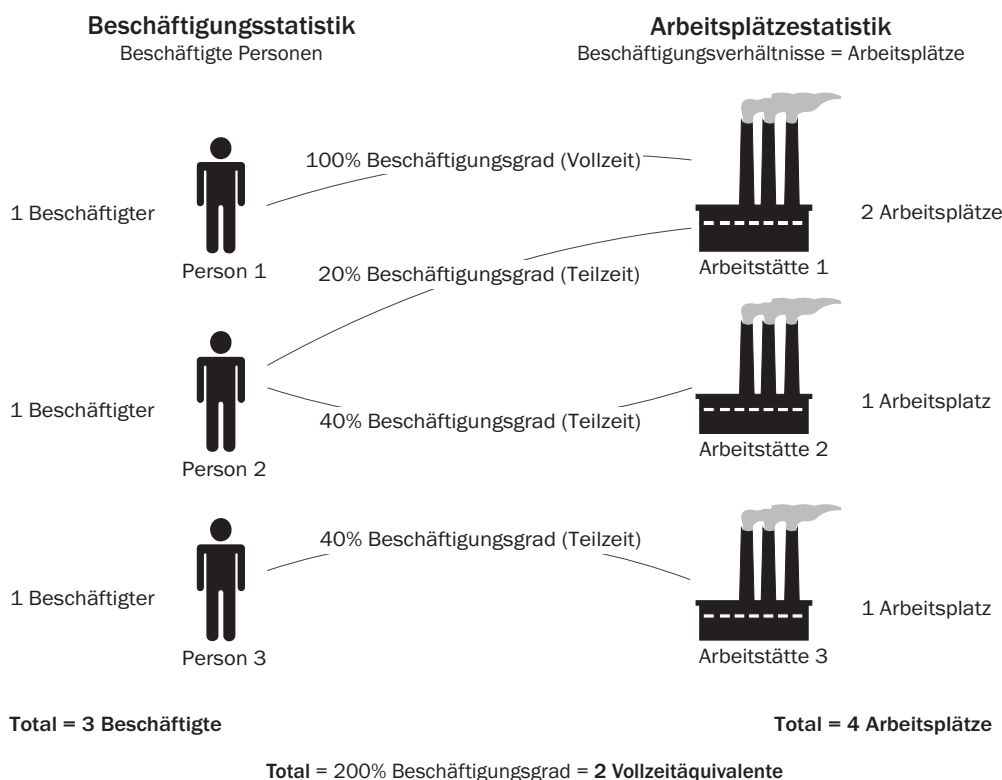 Beschäftigungsstatistik
Beschäftigte Personen
Arbeitsplätzestatistik
Beschäftigungsverhältnisse = Arbeitsplätze
100% Beschäftigungsgrad (Vollzeit)
1 Beschäftigter
2 Arbeitsplätze
Person 1
20% Beschäftigungsgrad (Teilzeit)
Arbeitstätte 1
1 Beschäftigter
1 Arbeitsplatz
40% Beschäftigungsgrad (Teilzeit)
Person 2
Arbeitstätte 2
40% Beschäftigungsgrad (Teilzeit)
1 Beschäftigter
1 Arbeitsplatz
Person 3
Arbeitstätte 3
Total = 3 Beschäftigte
Total = 4 Arbeitsplätze
Total = 200% Beschäftigungsgrad = 2 Vollzeitäquivalente